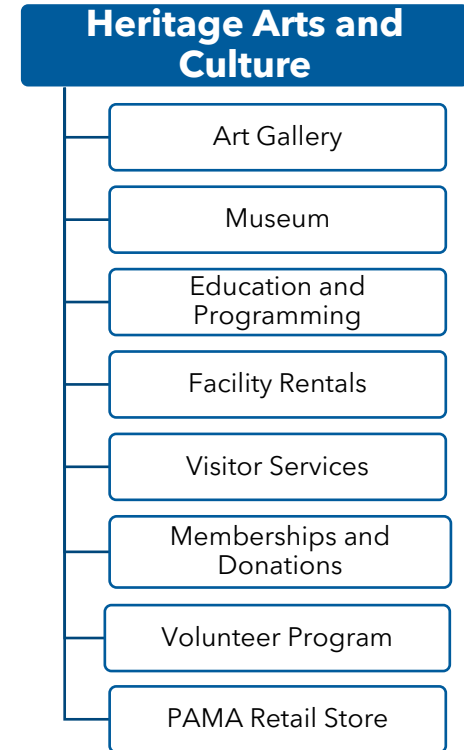 Heritage Arts and
Culture
Art Gallery
Museum
Education and
Programming
Facility Rentals
Visitor Services
Memberships and
Donations
Volunteer Program
PAMA Retail Store